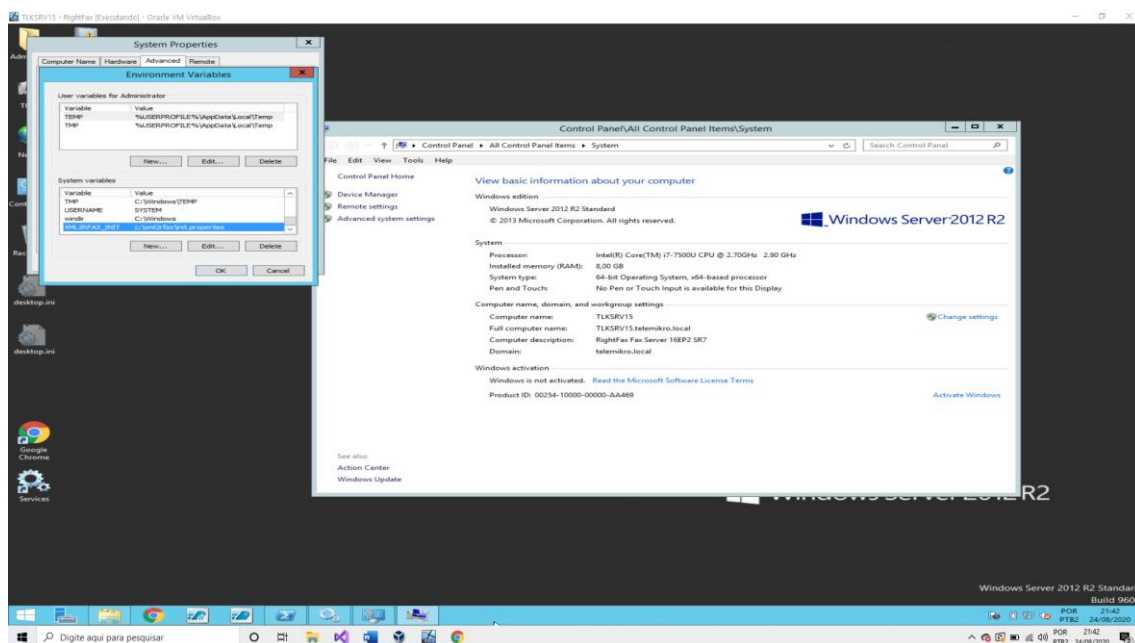 TLKSRV15 - RightFax [Executando] - Oracle VM VirtualBox
System Properties
Computer Name Hardware Advanced Remote
Environment Variables
User variables for Administrator
Variable Value
TEMP %USERPROFILE%\AppData\Local\Temp
TMP %USERPROFILE%\AppData\Local\Temp
New... Edit... Delete
System variables
Variable Value
TMP C:\Windows\TEMP
USERNAME SYSTEM
windir C:\Windows
XML2RFAX_INIT c:\xml2rfax\init.properties
New... Edit... Delete
OK Cancel
Control Panel\All Control Panel Items\System
Control Panel All Control Panel Items System
Search Control Panel
File Edit View Tools Help
Control Panel Home
Device Manager
Remote settings
Advanced system settings
View basic information about your computer
Windows edition
Windows Server 2012 R2 Standard
© 2013 Microsoft Corporation. All rights reserved.
Windows Server 2012 R2
System
Processor: Intel(R) Core(TM) i7-7500U CPU @ 2.70GHz 2.90 GHz
Installed memory (RAM): 8,00 GB
System type: 64-bit Operating System, x64-based processor
Pen and Touch: No Pen or Touch Input is available for this Display
Computer name, domain, and workgroup settings
Computer name: TLKSRV15
Change settings
Full computer name: TLKSRV15.telemikro.local
Computer description: RightFax Fax Server 16EP2 SR7
Domain: telemikro.local
Windows activation
Windows is not activated. Read the Microsoft Software License Terms
Product ID: 00254-10000-00000-AA469
Activate Windows
See also
Action Center
Windows Update
desktop.ini
desktop.ini
Google
Chrome
Services
Windows Server 2012 R2
Windows Server 2012 R2 Standar
Build 960
POR 21:42
PTB2 24/08/2020
Digite aqui para pesquisar
POR 21:42
PTB2 24/08/2020